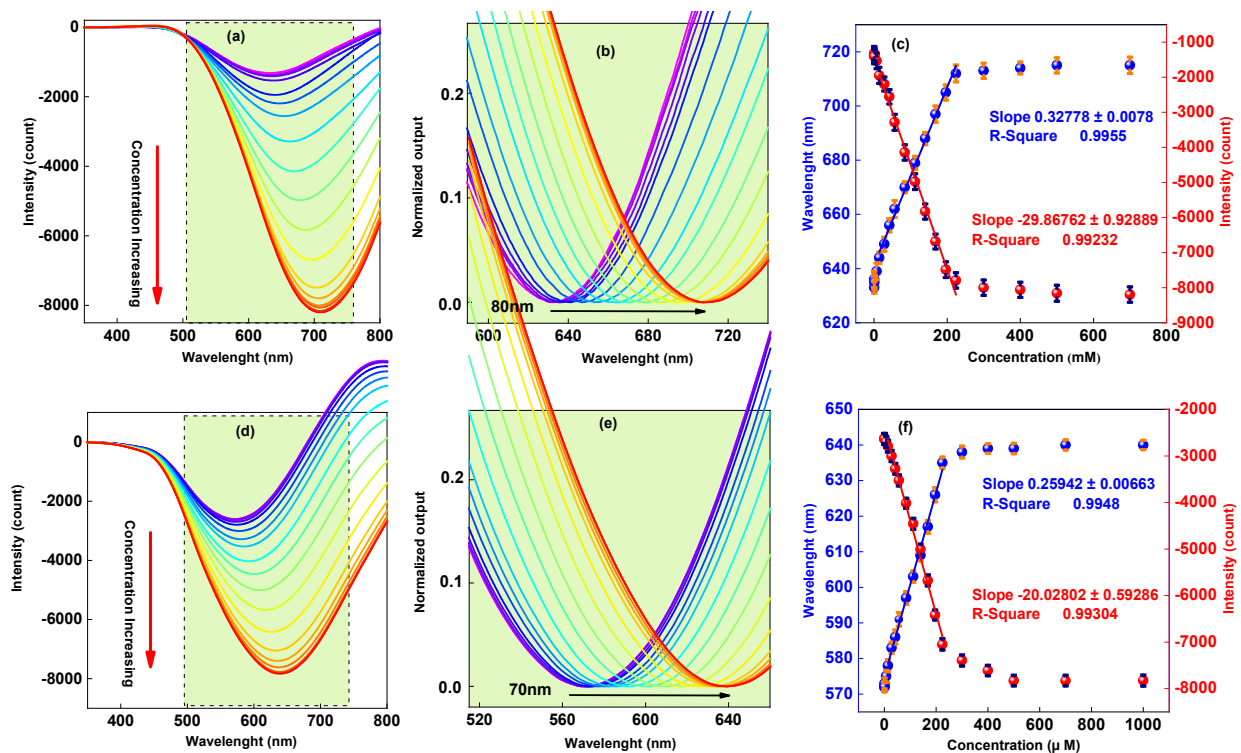 (a)
0
-2000
-4000
-6000
-8000
Intensity (count)
Concentration Increasing
400 500 600 700 800
Wavelenght (nm)
(b)
0.2
0.1
0.0
Normalized output
80nm
600 640 680 720
Wavelenght (nm)
(c)
720
700
680
660
640
620
Wavelenght (nm)
Slope 0.32778 ± 0.0078
R-Square 0.9955
Slope -29.86762 ± 0.92889
R-Square 0.99232
-1000
-2000
-3000
-4000
-5000
-6000
-7000
-8000
-9000
Intensity (count)
0 200 400 600 800
Concentration (mM)
(d)
0
-2000
-4000
-6000
-8000
Intensity (count)
Concentration Increasing
400 500 600 700 800
Wavelenght (nm)
(e)
0.2
0.1
0.0
Normalized output
70nm
520 560 600 640
Wavelenght (nm)
(f)
650
640
630
620
610
600
590
580
570
Wavelenght (nm)
Slope 0.25942 ± 0.00663
R-Square 0.9948
Slope -20.02802 ± 0.59286
R-Square 0.99304
-2000
-3000
-4000
-5000
-6000
-7000
-8000
Intensity (count)
0 200 400 600 800 1000
Concentration (µ M)